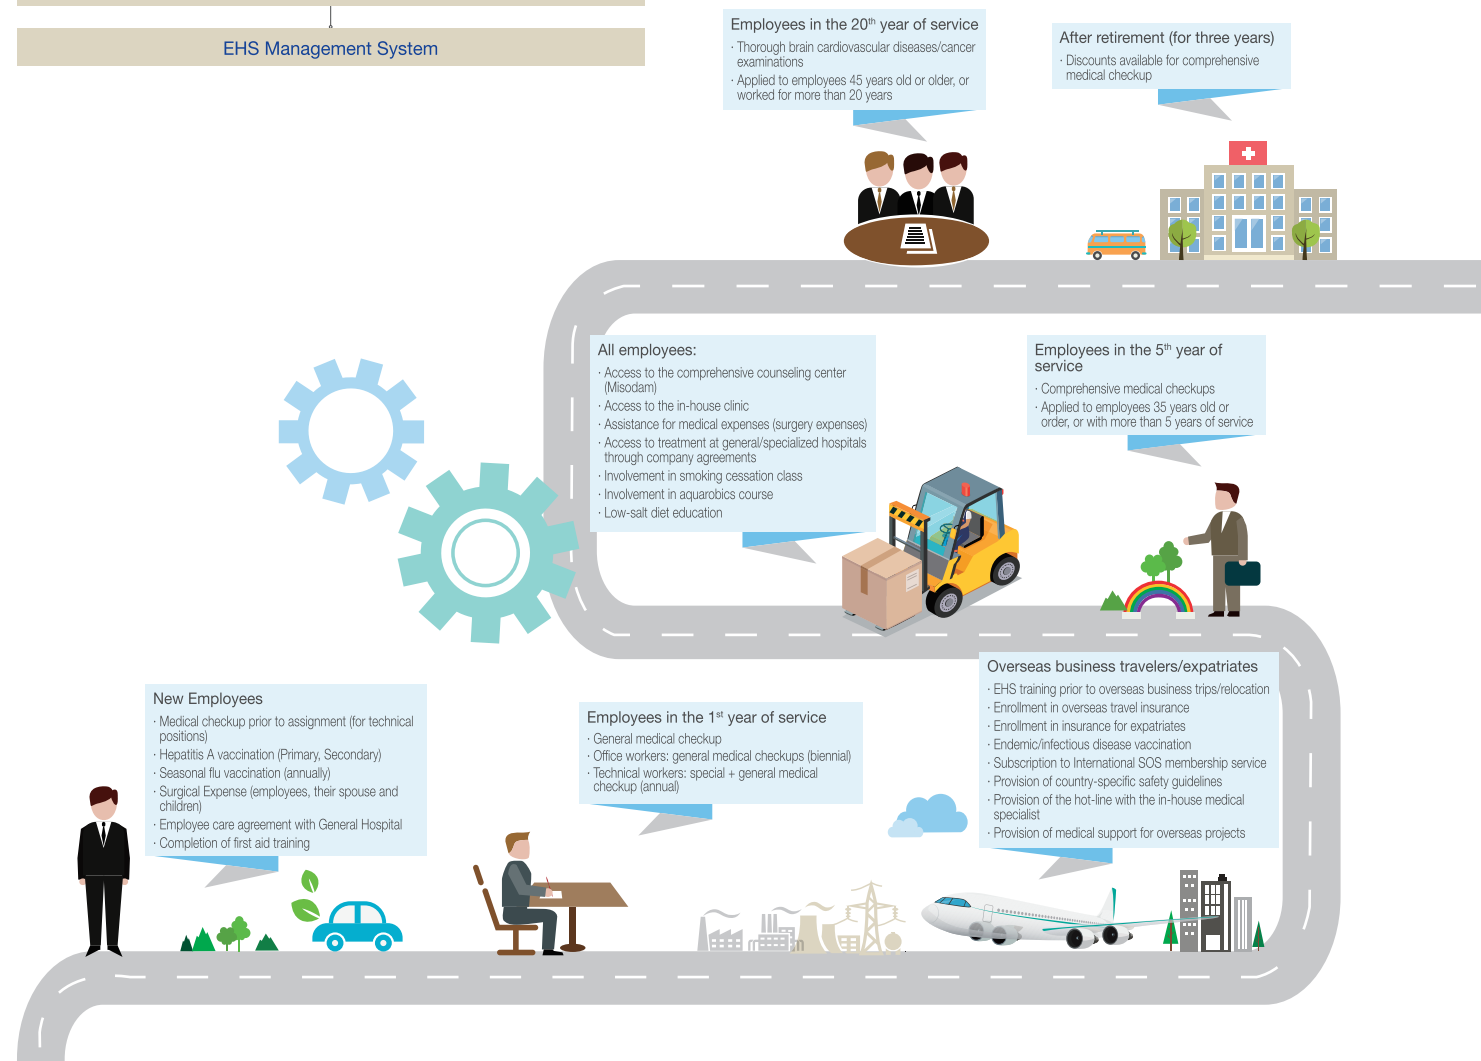 EHS Management System
Employees in the 20th year of service
· Thorough brain cardiovascular diseases/cancer
examinations
· Applied to employees 45 years old or older, or
worked for more than 20 years
After retirement (for three years)
· Discounts available for comprehensive
medical checkup
All employees:
· Access to the comprehensive counseling center
(Misodam)
· Access to the in-house clinic
· Assistance for medical expenses (surgery expenses)
· Access to treatment at general/specialized hospitals
through company agreements
· Involvement in smoking cessation class
· Involvement in aquarobics course
· Low-salt diet education
Employees in the 5th year of
service
· Comprehensive medical checkups
· Applied to employees 35 years old or
order, or with more than 5 years of service
New Employees
· Medical checkup prior to assignment (for technical
positions)
· Hepatitis A vaccination (Primary, Secondary)
· Seasonal flu vaccination (annually)
· Surgical Expense (employees, their spouse and
children)
· Employee care agreement with General Hospital
· Completion of first aid training
Employees in the 1st year of service
· General medical checkup
· Office workers: general medical checkups (biennial)
· Technical workers: special + general medical
checkup (annual)
Overseas business travelers/expatriates
· EHS training prior to overseas business trips/relocation
· Enrollment in overseas travel insurance
· Enrollment in insurance for expatriates
· Endemic/infectious disease vaccination
· Subscription to International SOS membership service
· Provision of country-specific safety guidelines
· Provision of the hot-line with the in-house medical
specialist
· Provision of medical support for overseas projects